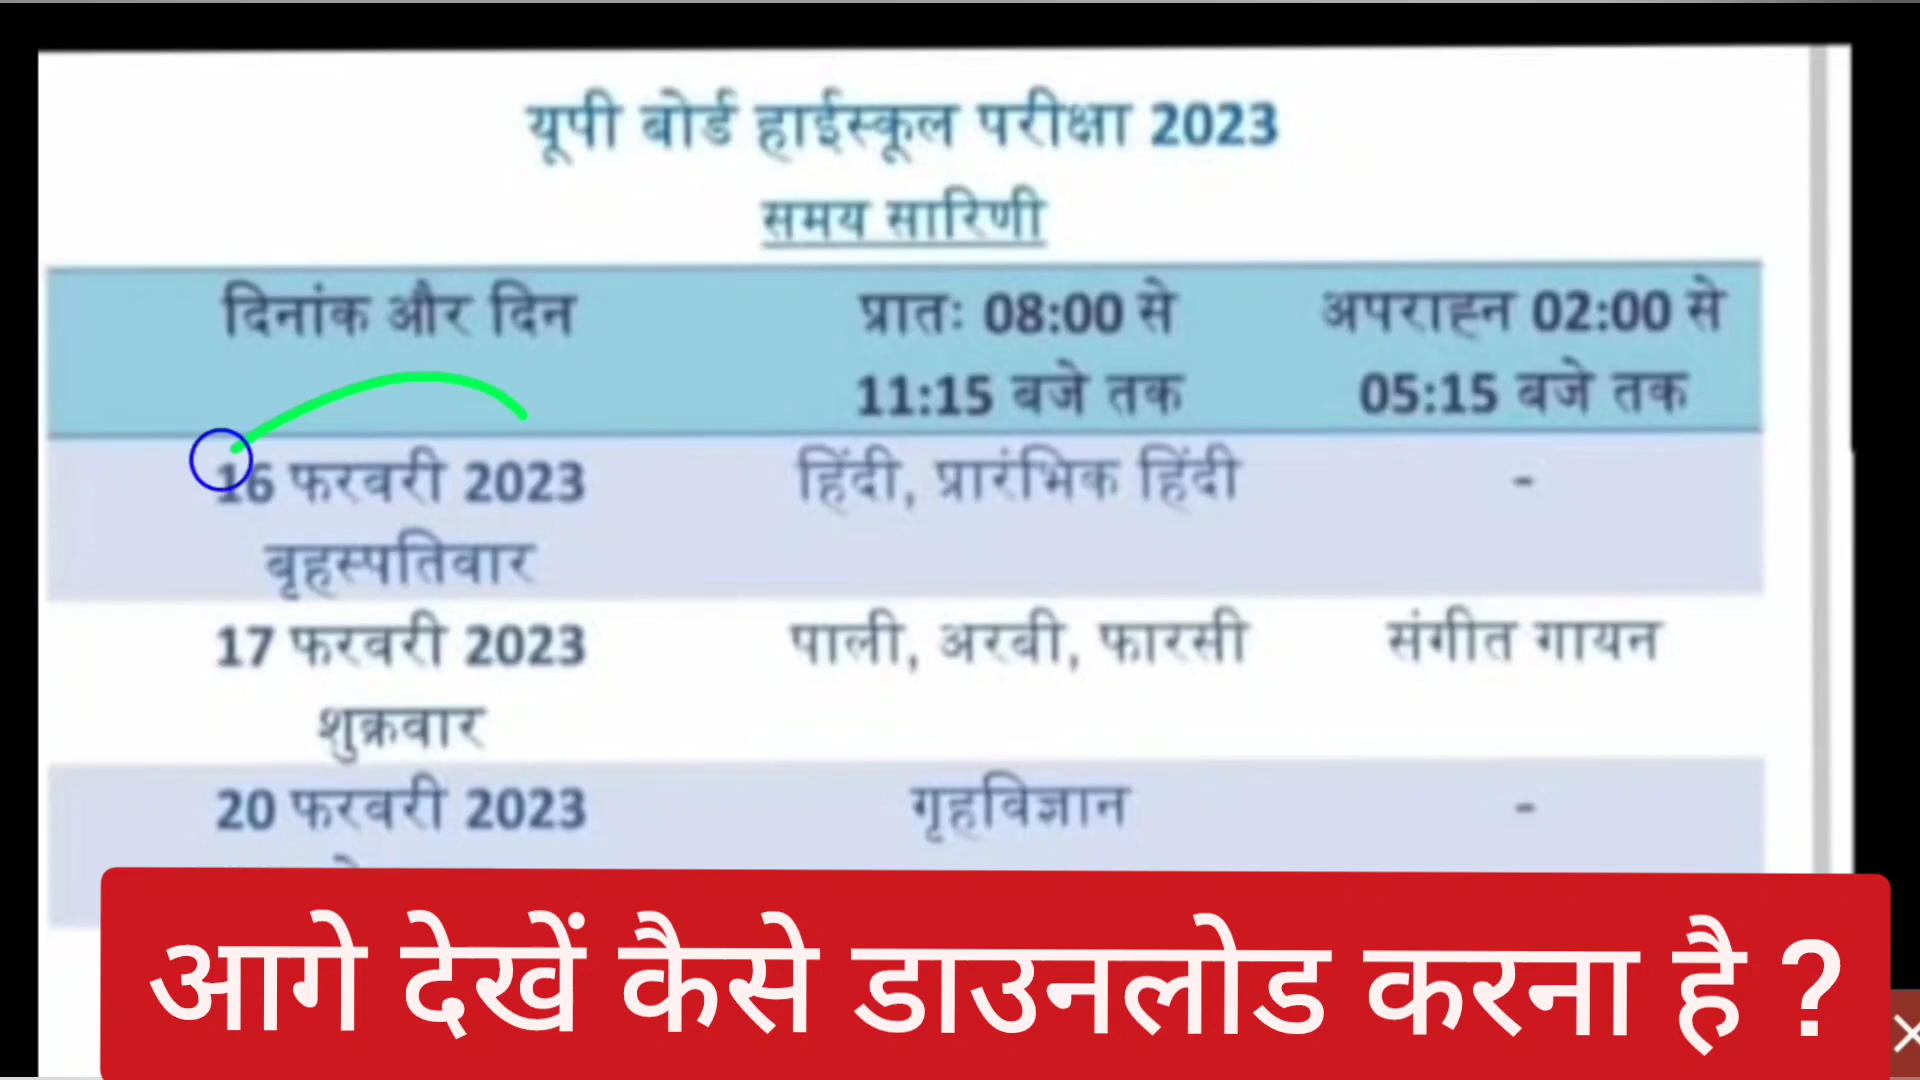 यूपी बोर्ड हाईस्कूल परीक्षा 2023
समय सारिणी
दिनांक और दिन
प्रातः 08:00 से
11:15 बजे तक
अपराह्न 02:00 से
05:15 बजे तक
16 फरवरी 2023
बृहस्पतिवार
हिंदी, प्रारंभिक हिंदी
-
17 फरवरी 2023
शुक्रवार
पाली, अरबी, फारसी
संगीत गायन
20 फरवरी 2023
गृहविज्ञान
-
आगे देखें कैसे डाउनलोड करना है ?